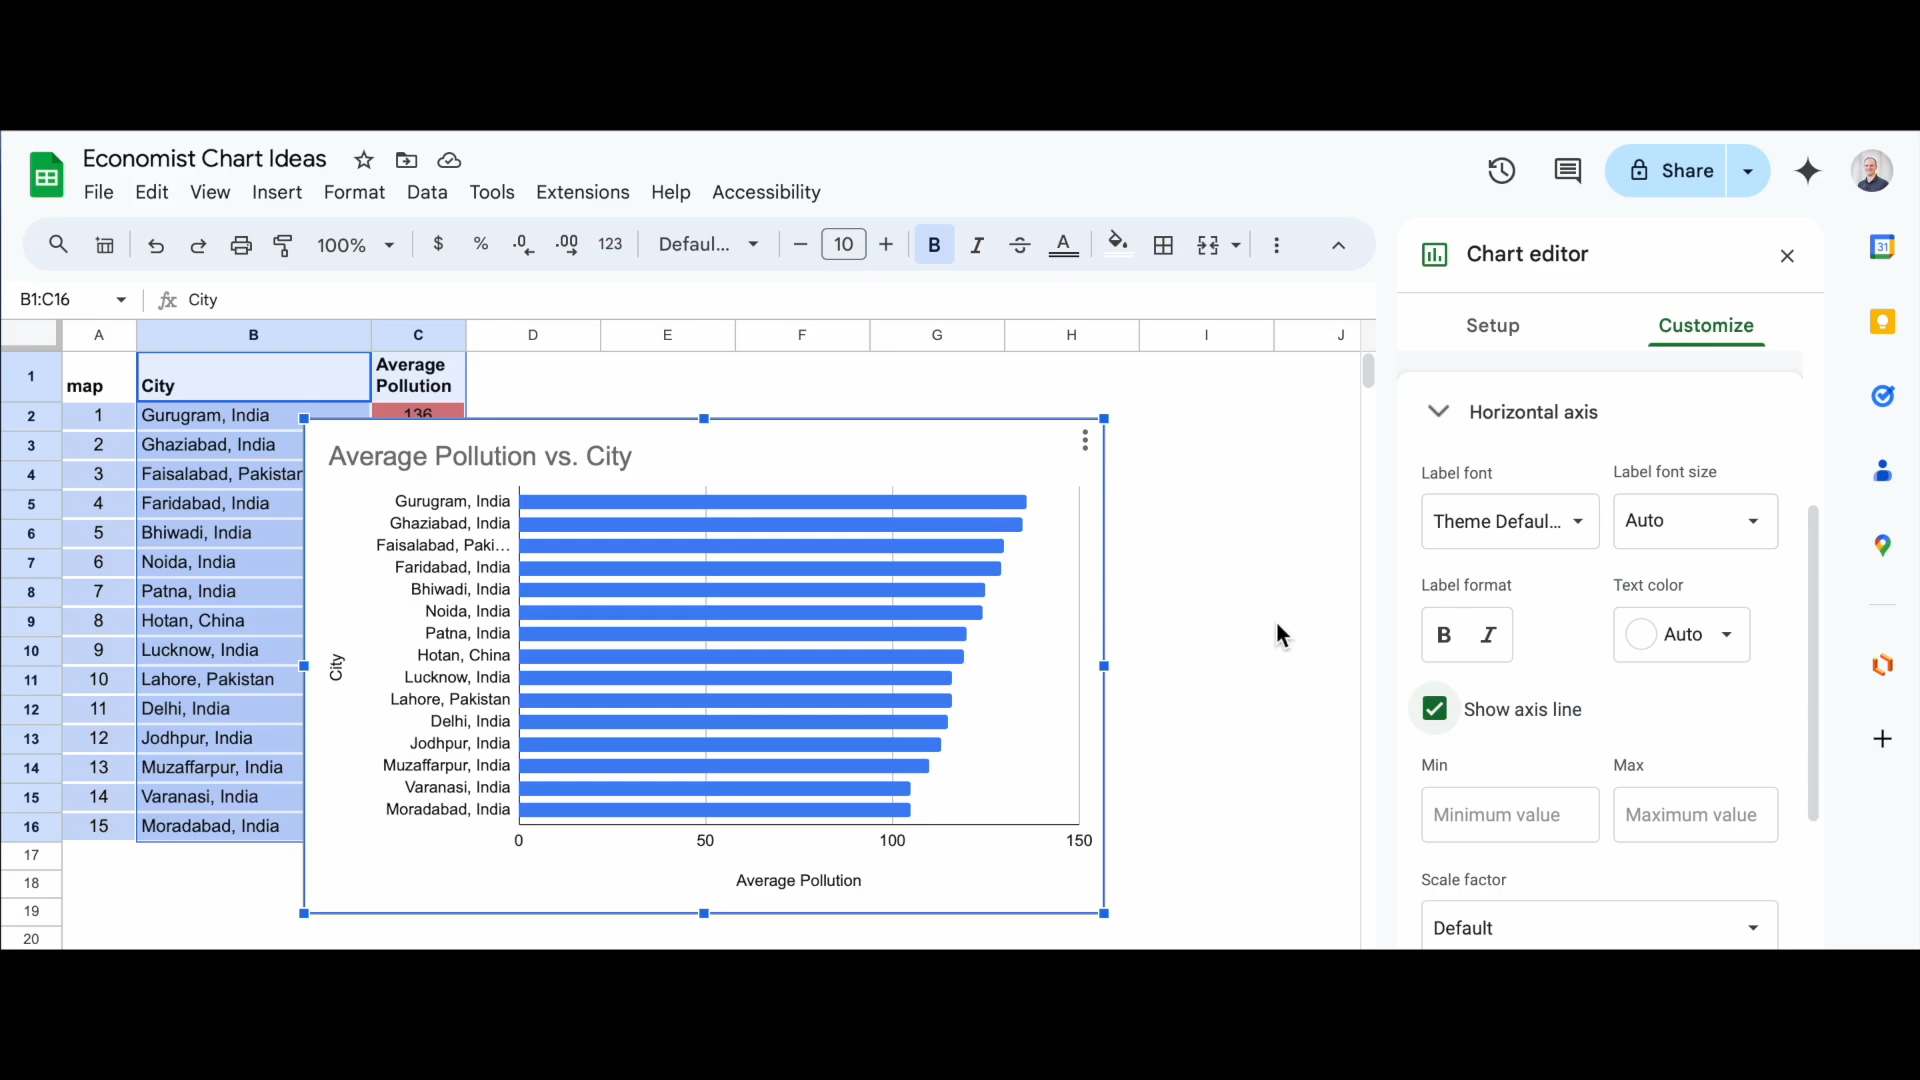 Economist Chart Ideas
File Edit View Insert Format Data Tools Extensions Help Accessibility
Share
100% $ % .0 .00 123 Defaul... 10 B I S A
31
B1:C16 fx City
Chart editor
Setup Customize
A B C D E F G H I J
1 map City Average Pollution
2 1 Gurugram, India 136
3 2 Ghaziabad, India
4 3 Faisalabad, Pakistan
5 4 Faridabad, India
6 5 Bhiwadi, India
7 6 Noida, India
8 7 Patna, India
9 8 Hotan, China
10 9 Lucknow, India
11 10 Lahore, Pakistan
12 11 Delhi, India
13 12 Jodhpur, India
14 13 Muzaffarpur, India
15 14 Varanasi, India
16 15 Moradabad, India
17
18
19
20
Average Pollution vs. City
City
Gurugram, India
Ghaziabad, India
Faisalabad, Paki...
Faridabad, India
Bhiwadi, India
Noida, India
Patna, India
Hotan, China
Lucknow, India
Lahore, Pakistan
Delhi, India
Jodhpur, India
Muzaffarpur, India
Varanasi, India
Moradabad, India
0 50 100 150
Average Pollution
Horizontal axis
Label font Label font size
Theme Defaul... Auto
Label format Text color
B I Auto
Show axis line
Min Max
Minimum value Maximum value
Scale factor
Default